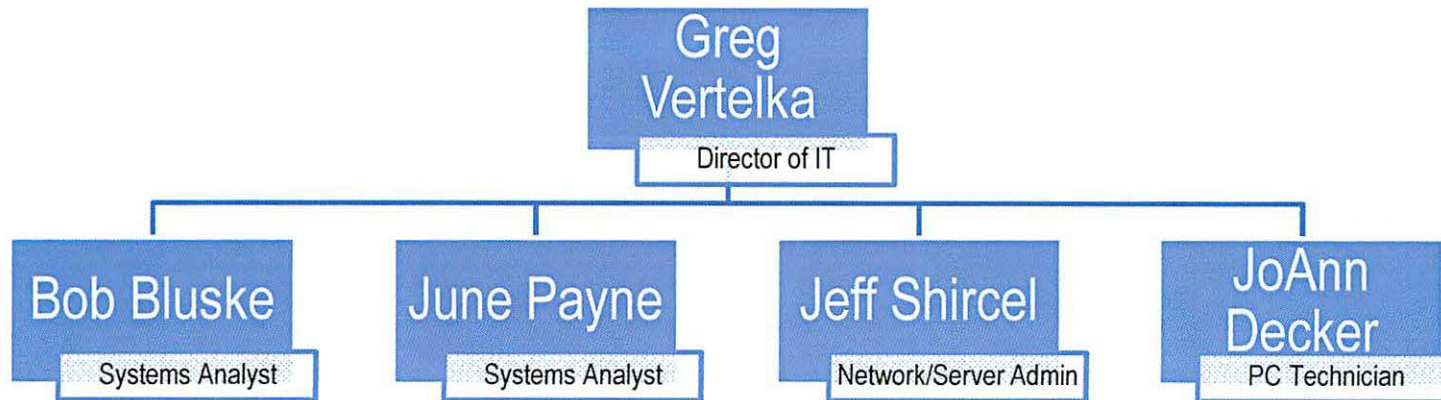 Greg
Vertelka
Director of IT
Bob Bluske
Systems Analyst
June Payne
Systems Analyst
Jeff Shircel
Network/Server Admin
JoAnn
Decker
PC Technician